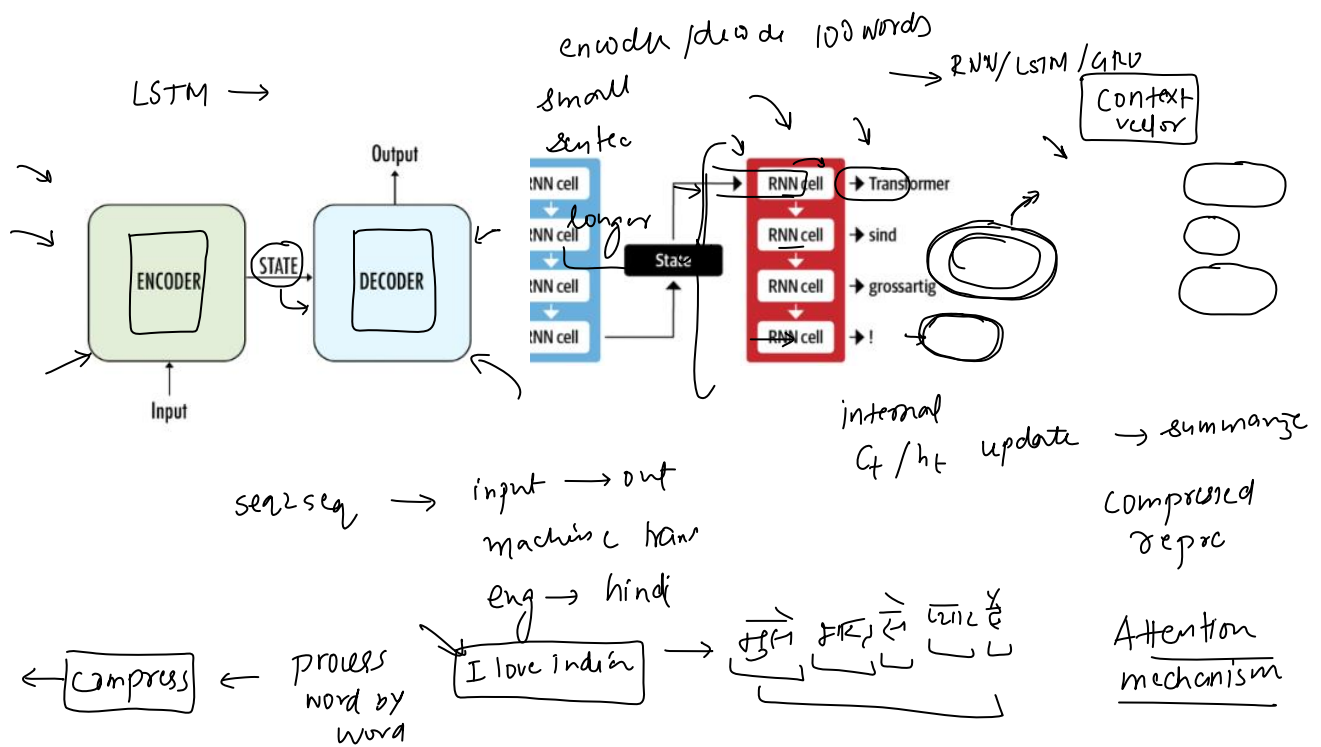 encoder/decode 100 words
LSTM →
small
→ RNN/LSTM/GRU
Context
vector
Output
ENCODER
STATE
DECODER
Input
RNN cell
RNN cell
RNN cell
RNN cell
longer
State
RNN cell → Transformer
RNN cell → sind
RNN cell → grossartig
RNN cell → !
internal
Ct/ht update → summarize
compressed
repre
seq2seq → input → out
machine trans
eng → hindi
I love india →
compress ← process
word by
word
Attention
mechanism